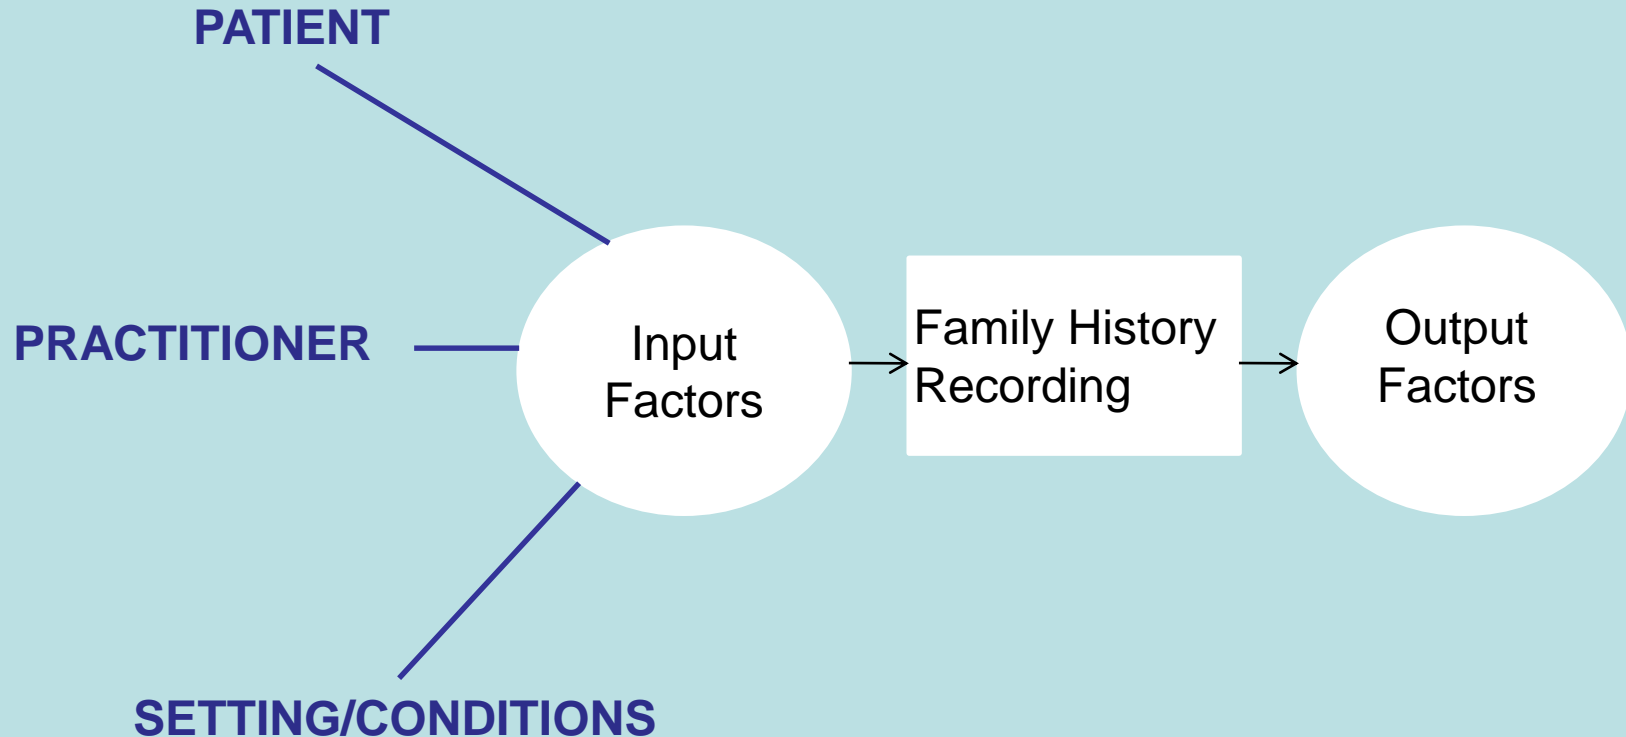 PATIENT
PRACTITIONER
Input
Factors
Family History
Recording
Output
Factors
SETTING/CONDITIONS